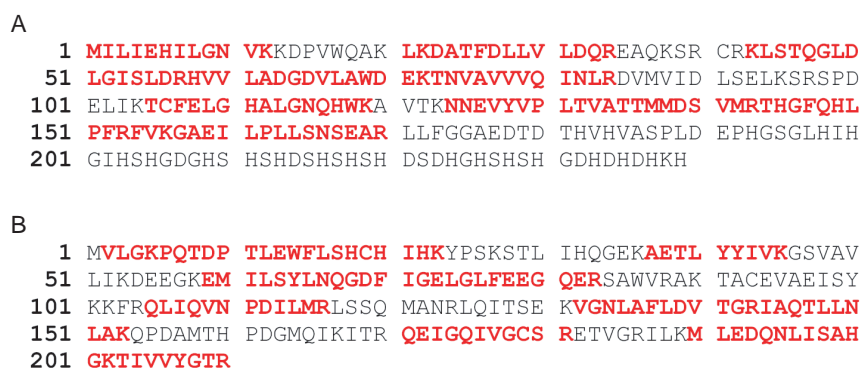 A
1 MILIEHILGN VKKDPVWQAK LKDATFDLLV LDQREAQKSR CRKLSTQGLD
51 LGISLDRHVV LADGDVLAWD EKTNVAVVVQ INLRDVMVID LSELKSRSPD
101 ELIKTCFELG HALGNQHWKA VTKNNEVYVP LTVATTMMDS VMRTHGFQHL
151 PFRFVKGAEI LPLLSNSEAR LLFGGAEDTD THVHVASPLD EPHGSGLHIH
201 GIHSHGDGHS HSHDSHSHSH DSDHGHSHSH GDHDHDHKH
B
1 MVLGKPQTDP TLEWFLSHCH IHKYPSKSTL IHQGEKAETL YYIVKGSVAV
51 LIKDEEGKEM ILSYLNQGDF IGELGLFEEG QERSAWVRAK TACEVAEISY
101 KKFRQLIQVN PDILMRLSSQ MANRLQITSE KVGNLAFLDV TGRIAQTLLN
151 LAKQPDAMTH PDGMQIKITR QEIGQIVGCS RETVGRILKM LEDQNLISAH
201 GKTIVVYGTR